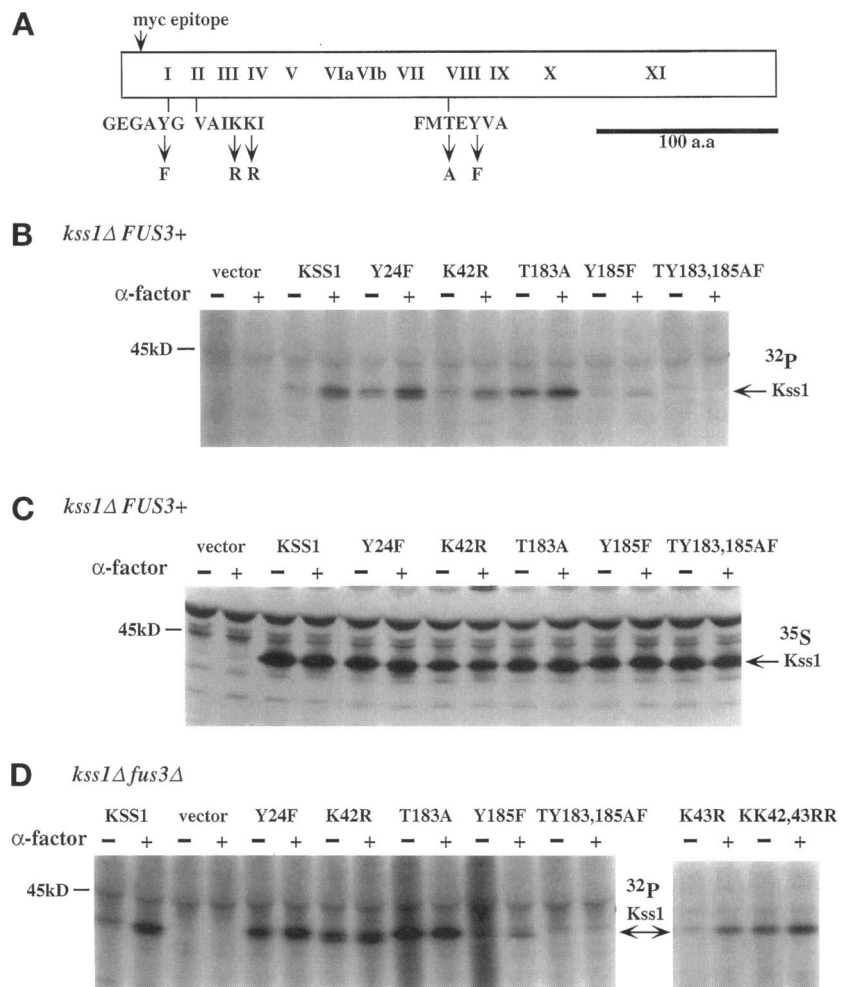 A
myc epitope
I II III IV V VIa VIb VII VIII IX X XI
GEGAYG VAIKKI FMTEYVA
100 a.a
F R R A F
B kss1Δ FUS3+
vector KSS1 Y24F K42R T183A Y185F TY183,185AF
α-factor − + − + − + − + − + − + − +
45kD
32P
Kss1
C kss1Δ FUS3+
vector KSS1 Y24F K42R T183A Y185F TY183,185AF
α-factor − + − + − + − + − + − + − +
45kD
35S
Kss1
D kss1Δ fus3Δ
KSS1 vector Y24F K42R T183A Y185F TY183,185AF K43R KK42,43RR
α-factor − + − + − + − + − + − + − + − + − +
45kD
32P
Kss1